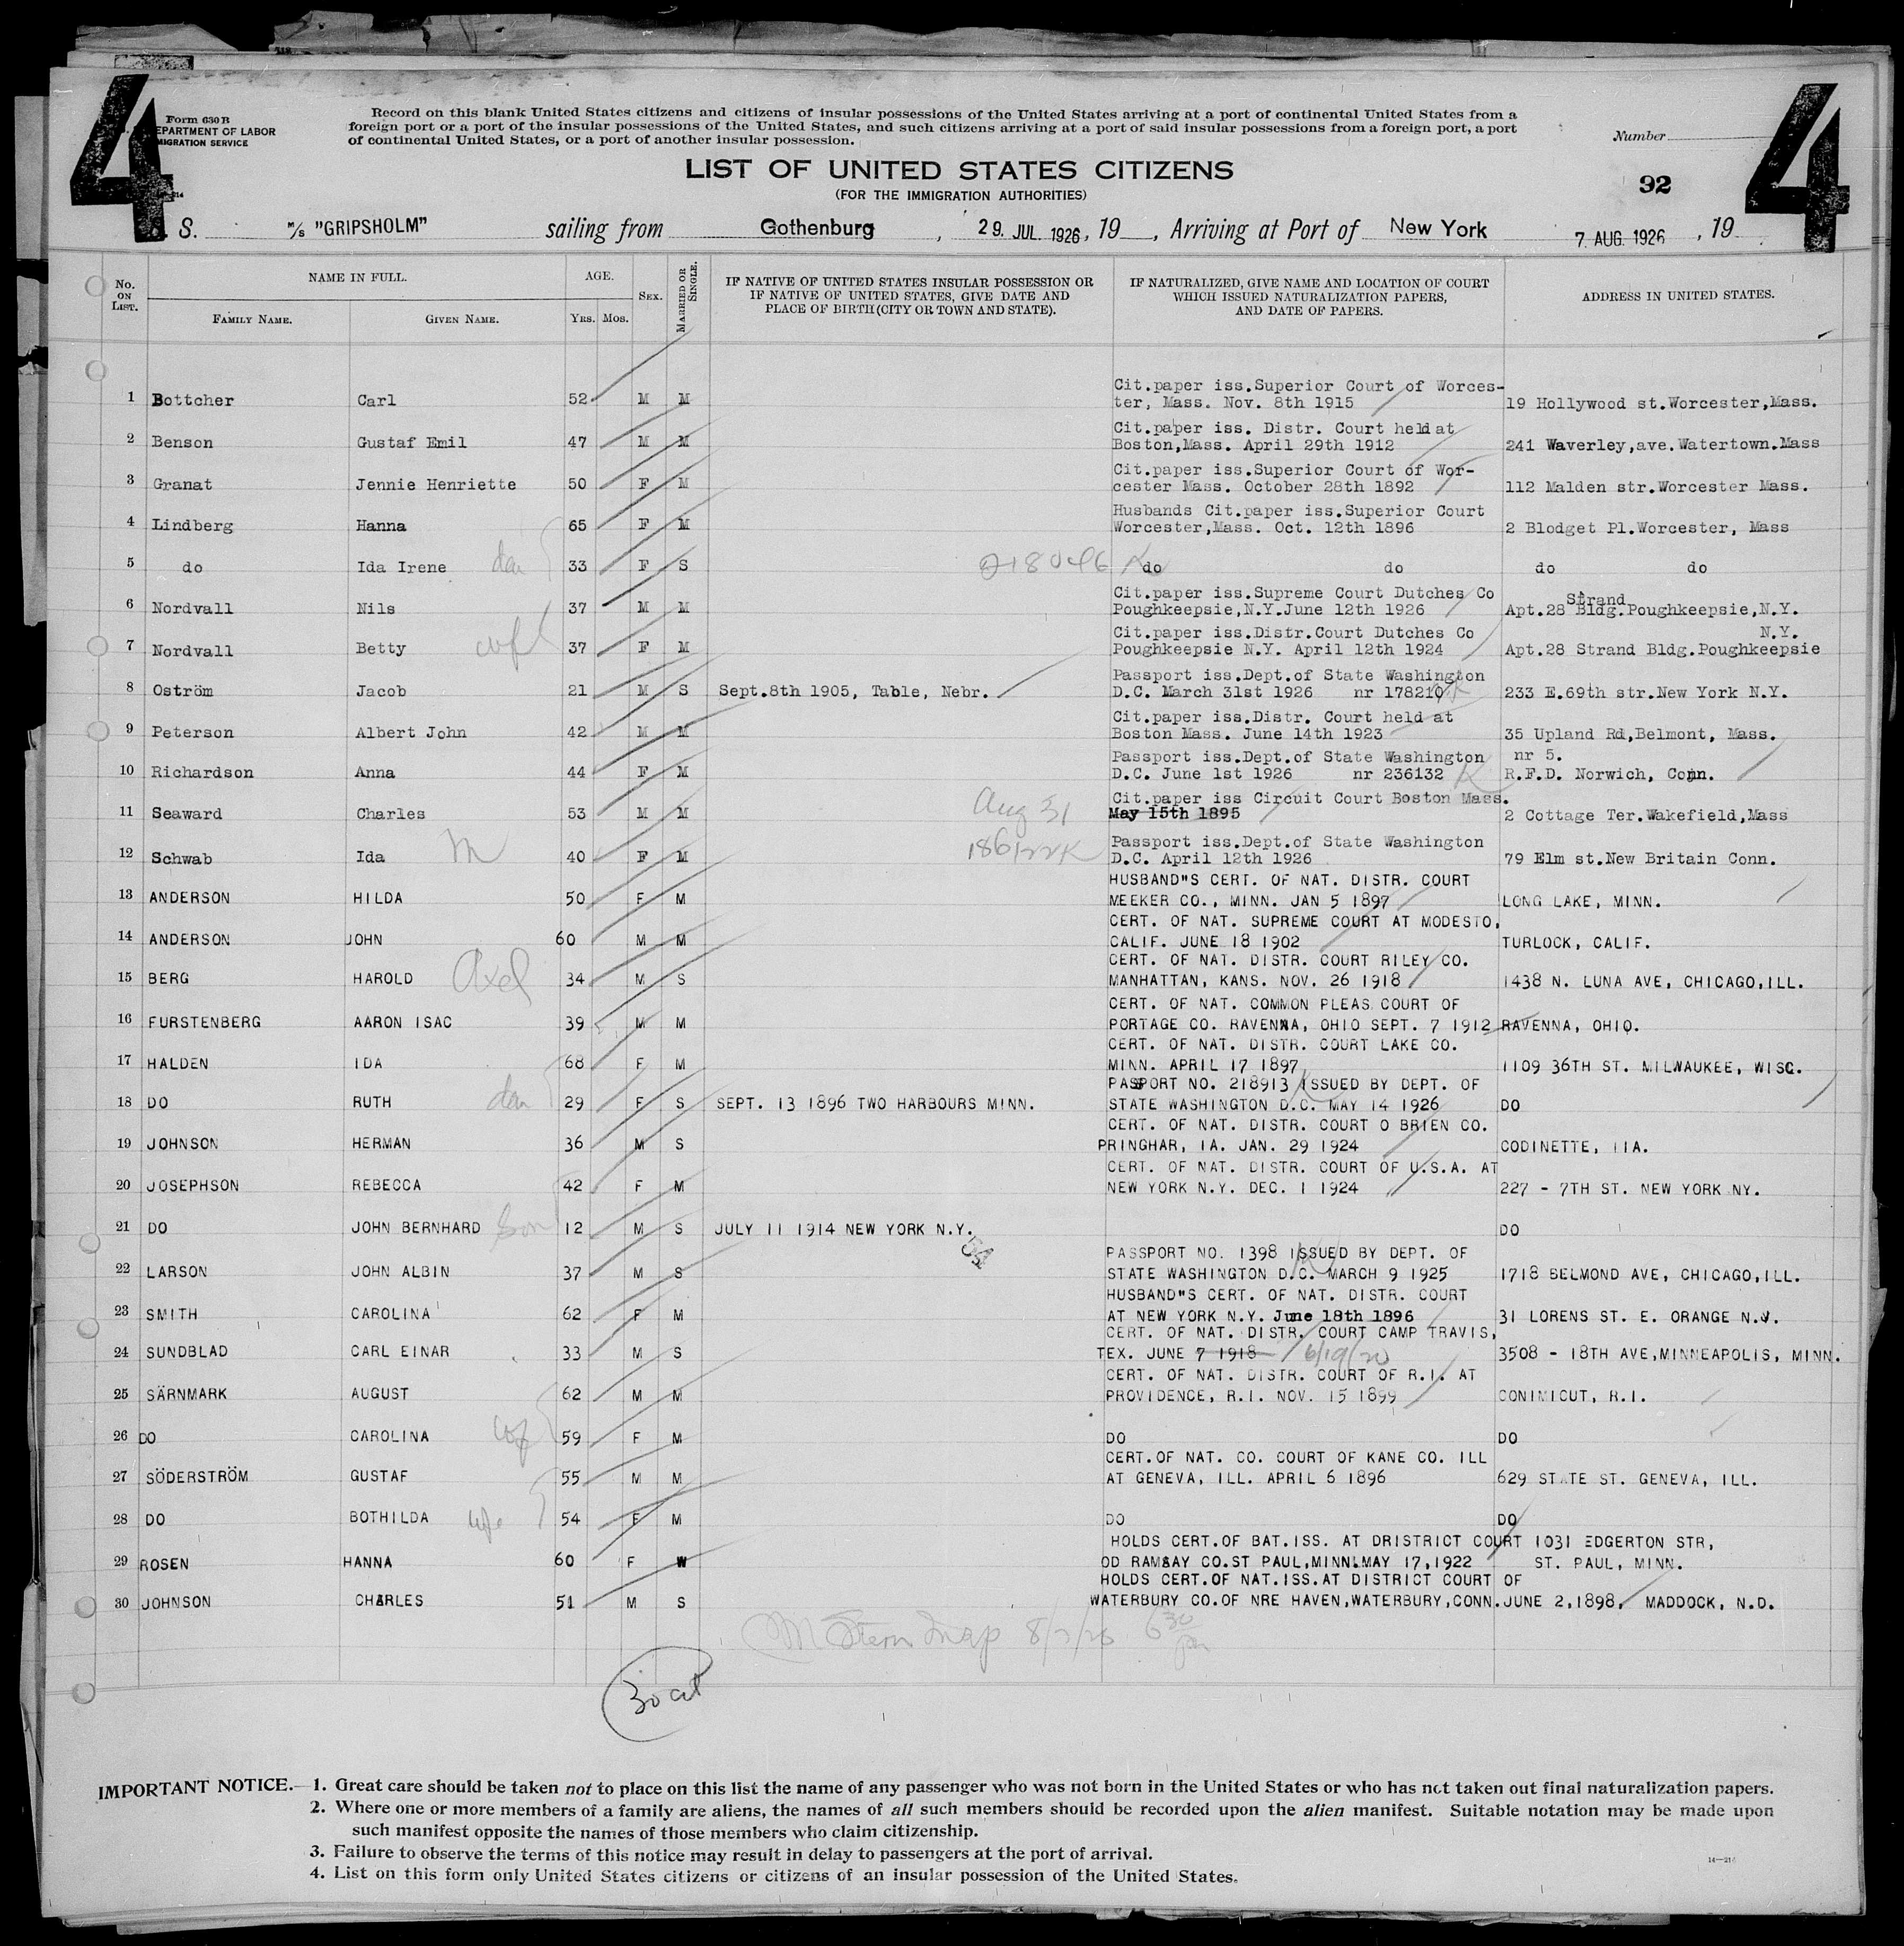 4
4
Form 630 B
EPARTMENT OF LABOR
MIGRATION SERVICE
Record on this blank United States citizens and citizens of insular possessions of the United States arriving at a port of continental United States from a
foreign port or a port of the insular possessions of the United States, and such citizens arriving at a port of said insular possessions from a foreign port, a port
of continental United States, or a port of another insular possession.
Number
LIST OF UNITED STATES CITIZENS
(FOR THE IMMIGRATION AUTHORITIES)
92
S. M/S "GRIPSHOLM" sailing from Gothenburg, 29. JUL. 1926, 19 , Arriving at Port of New York 7. AUG. 1926 , 19
No. ON LIST.
NAME IN FULL.
FAMILY NAME. GIVEN NAME.
AGE.
YRS. MOS.
SEX.
MARRIED OR SINGLE.
IF NATIVE OF UNITED STATES INSULAR POSSESSION OR
IF NATIVE OF UNITED STATES, GIVE DATE AND
PLACE OF BIRTH (CITY OR TOWN AND STATE).
IF NATURALIZED, GIVE NAME AND LOCATION OF COURT
WHICH ISSUED NATURALIZATION PAPERS,
AND DATE OF PAPERS.
ADDRESS IN UNITED STATES.
Cit.paper iss.Superior Court of Worces-
1 Bottcher Carl 52 M M ter, Mass. Nov. 8th 1915 19 Hollywood st.Worcester,Mass.
Cit.paper iss. Distr. Court held at
2 Benson Gustaf Emil 47 M M Boston,Mass. April 29th 1912 241 Waverley,ave.Watertown.Mass
Cit.paper iss.Superior Court of Wor-
3 Granat Jennie Henriette 50 F M cester Mass. October 28th 1892 112 Malden str.Worcester Mass.
Husbands Cit.paper iss.Superior Court
4 Lindberg Hanna 65 F M Worcester,Mass. Oct. 12th 1896 2 Blodget Pl.Worcester, Mass
5 do Ida Irene dau 33 F S 218046 do do do do
Cit.paper iss.Supreme Court Dutches Co Strand
6 Nordvall Nils 37 M M Poughkeepsie,N.Y.June 12th 1926 Apt.28 Bldg.Poughkeepsie,N.Y.
Cit.paper iss.Distr.Court Dutches Co N.Y.
7 Nordvall Betty wf 37 F M Poughkeepsie N.Y. April 12th 1924 Apt.28 Strand Bldg.Poughkeepsie
Passport iss.Dept.of State Washington
8 Oström Jacob 21 M S Sept.8th 1905, Table, Nebr. D.C. March 31st 1926 nr 178210 233 E.69th str.New York N.Y.
Cit.paper iss.Distr. Court held at
9 Peterson Albert John 42 M M Boston Mass. June 14th 1923 35 Upland Rd,Belmont, Mass.
Passport iss.Dept.of State Washington nr 5.
10 Richardson Anna 44 F M D.C. June 1st 1926 nr 236132 R.F.D. Norwich, Conn.
Cit.paper iss Circuit Court Boston Mass.
11 Seaward Charles 53 M M Aug 31 May 15th 1895 2 Cottage Ter.Wakefield,Mass
Passport iss.Dept.of State Washington
12 Schwab Ida M 40 F M 186122K D.C. April 12th 1926 79 Elm st.New Britain Conn.
HUSBAND"S CERT. OF NAT. DISTR. COURT
13 ANDERSON HILDA 50 F M MEEKER CO., MINN. JAN 5 1897 LONG LAKE, MINN.
CERT. OF NAT. SUPREME COURT AT MODESTO,
14 ANDERSON JOHN 60 M M CALIF. JUNE 18 1902 TURLOCK, CALIF.
CERT. OF NAT. DISTR. COURT RILEY CO.
15 BERG HAROLD Axel 34 M S MANHATTAN, KANS. NOV. 26 1918 1438 N. LUNA AVE, CHICAGO,ILL.
CERT. OF NAT. COMMON PLEAS COURT OF
16 FURSTENBERG AARON ISAC 39 M M PORTAGE CO. RAVENNA, OHIO SEPT. 7 1912 RAVENNA, OHIO.
CERT. OF NAT. DISTR. COURT LAKE CO.
17 HALDEN IDA 68 F M MINN. APRIL 17 1897 1109 36TH ST. MILWAUKEE, WISC.
PASSPORT NO. 218913 ISSUED BY DEPT. OF
18 DO RUTH dau 29 F S SEPT. 13 1896 TWO HARBOURS MINN. STATE WASHINGTON D.C. MAY 14 1926 DO
CERT. OF NAT. DISTR. COURT O BRIEN CO.
19 JOHNSON HERMAN 36 M S PRINGHAR, IA. JAN. 29 1924 CODINETTE, IIA.
CERT. OF NAT. DISTR. COURT OF U.S.A. AT
20 JOSEPHSON REBECCA 42 F M NEW YORK N.Y. DEC. 1 1924 227 - 7TH ST. NEW YORK NY.
21 DO JOHN BERNHARD Son 12 M S JULY 11 1914 NEW YORK N.Y. DO
54
PASSPORT NO. 1398 ISSUED BY DEPT. OF
22 LARSON JOHN ALBIN 37 M S STATE WASHINGTON D.C. MARCH 9 1925 1718 BELMOND AVE, CHICAGO,ILL.
HUSBAND"S CERT. OF NAT. DISTR. COURT
23 SMITH CAROLINA 62 F M AT NEW YORK N.Y. June 18th 1896 31 LORENS ST. E. ORANGE N.J.
CERT. OF NAT. DISTR. COURT CAMP TRAVIS,
24 SUNDBLAD CARL EINAR 33 M S TEX. JUNE 7 1918 6/19/20 3508 - 18TH AVE,MINNEAPOLIS, MINN.
CERT. OF NAT. DISTR. COURT OF R.I. AT
25 SÄRNMARK AUGUST 62 M M PROVIDENCE, R.I. NOV. 15 1899 CONIMICUT, R.I.
26 DO CAROLINA wf 59 F M DO DO
CERT.OF NAT. CO. COURT OF KANE CO. ILL
27 SÖDERSTRÖM GUSTAF 55 M M AT GENEVA, ILL. APRIL 6 1896 629 STATE ST. GENEVA, ILL.
28 DO BOTHILDA wife 54 F M DO DO
HOLDS CERT.OF BAT.ISS. AT DRISTRICT COURT 1031 EDGERTON STR,
29 ROSEN HANNA 60 F W OD RAMSAY CO.ST PAUL,MINN.MAY 17,1922 ST. PAUL, MINN.
HOLDS CERT.OF NAT.ISS.AT DISTRICT COURT OF
30 JOHNSON CHARLES 51 M S WATERBURY CO.OF NRE HAVEN,WATERBURY,CONN.JUNE 2,1898, MADDOCK, N.D.
M Stern Insp 8/7/26 6 30 pm
30 cit
IMPORTANT NOTICE.—1. Great care should be taken not to place on this list the name of any passenger who was not born in the United States or who has not taken out final naturalization papers.
2. Where one or more members of a family are aliens, the names of all such members should be recorded upon the alien manifest. Suitable notation may be made upon
such manifest opposite the names of those members who claim citizenship.
3. Failure to observe the terms of this notice may result in delay to passengers at the port of arrival.
4. List on this form only United States citizens or citizens of an insular possession of the United States.